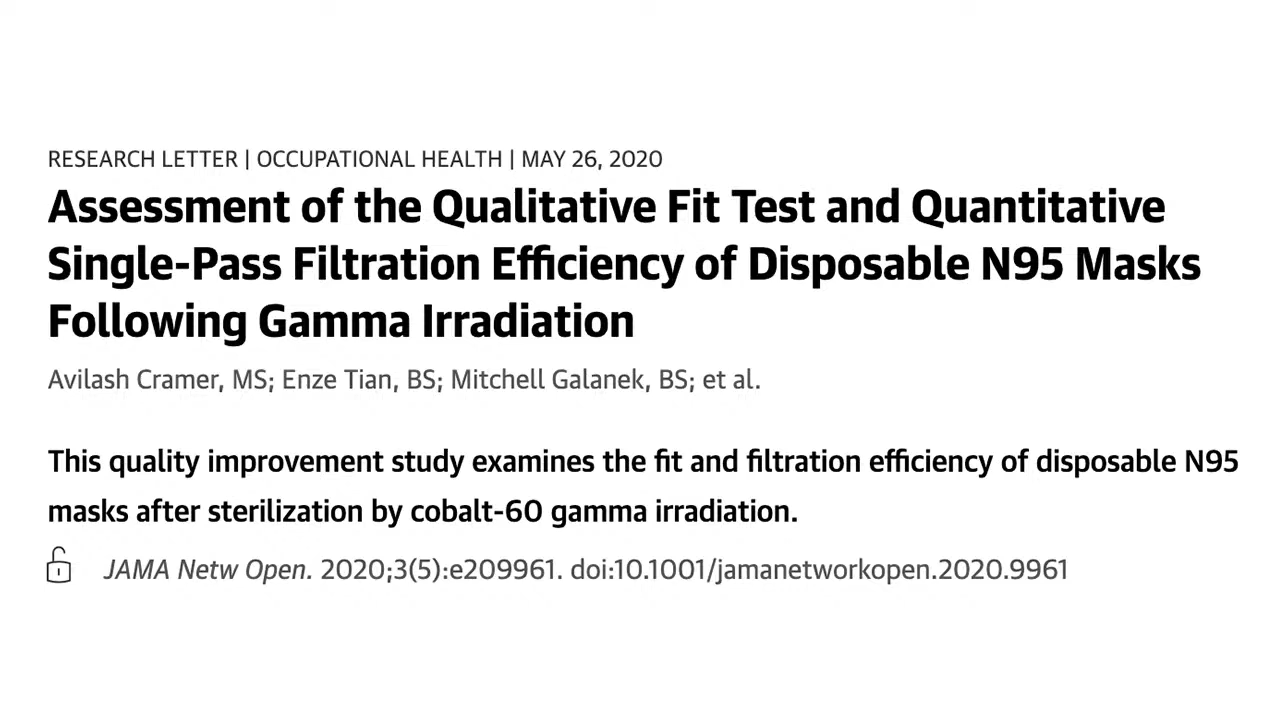 RESEARCH LETTER | OCCUPATIONAL HEALTH | MAY 26, 2020
Assessment of the Qualitative Fit Test and Quantitative
Single-Pass Filtration Efficiency of Disposable N95 Masks
Following Gamma Irradiation
Avilash Cramer, MS; Enze Tian, BS; Mitchell Galanek, BS; et al.
This quality improvement study examines the fit and filtration efficiency of disposable N95
masks after sterilization by cobalt-60 gamma irradiation.
JAMA Netw Open. 2020;3(5):e209961. doi:10.1001/jamanetworkopen.2020.9961